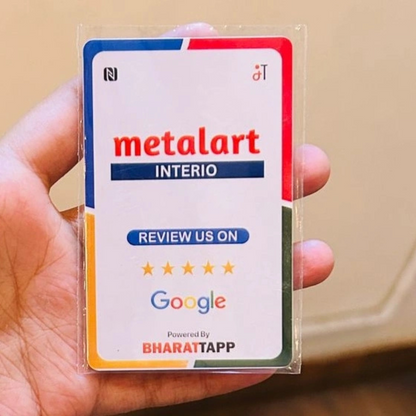 metalart
INTERIO
REVIEW US ON
Google
Powered By
BHARATTAPP